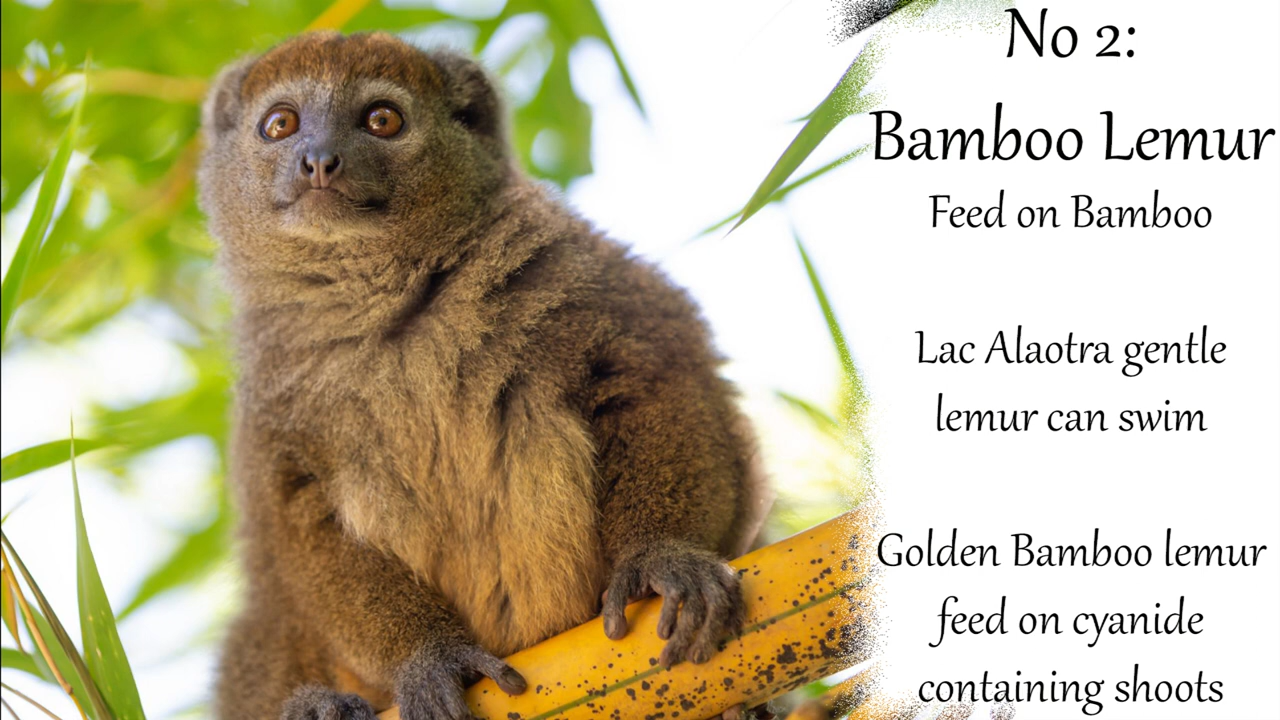 No 2:
Bamboo Lemur
Feed on Bamboo
Lac Alaotra gentle
lemur can swim
Golden Bamboo lemur
feed on cyanide
containing shoots